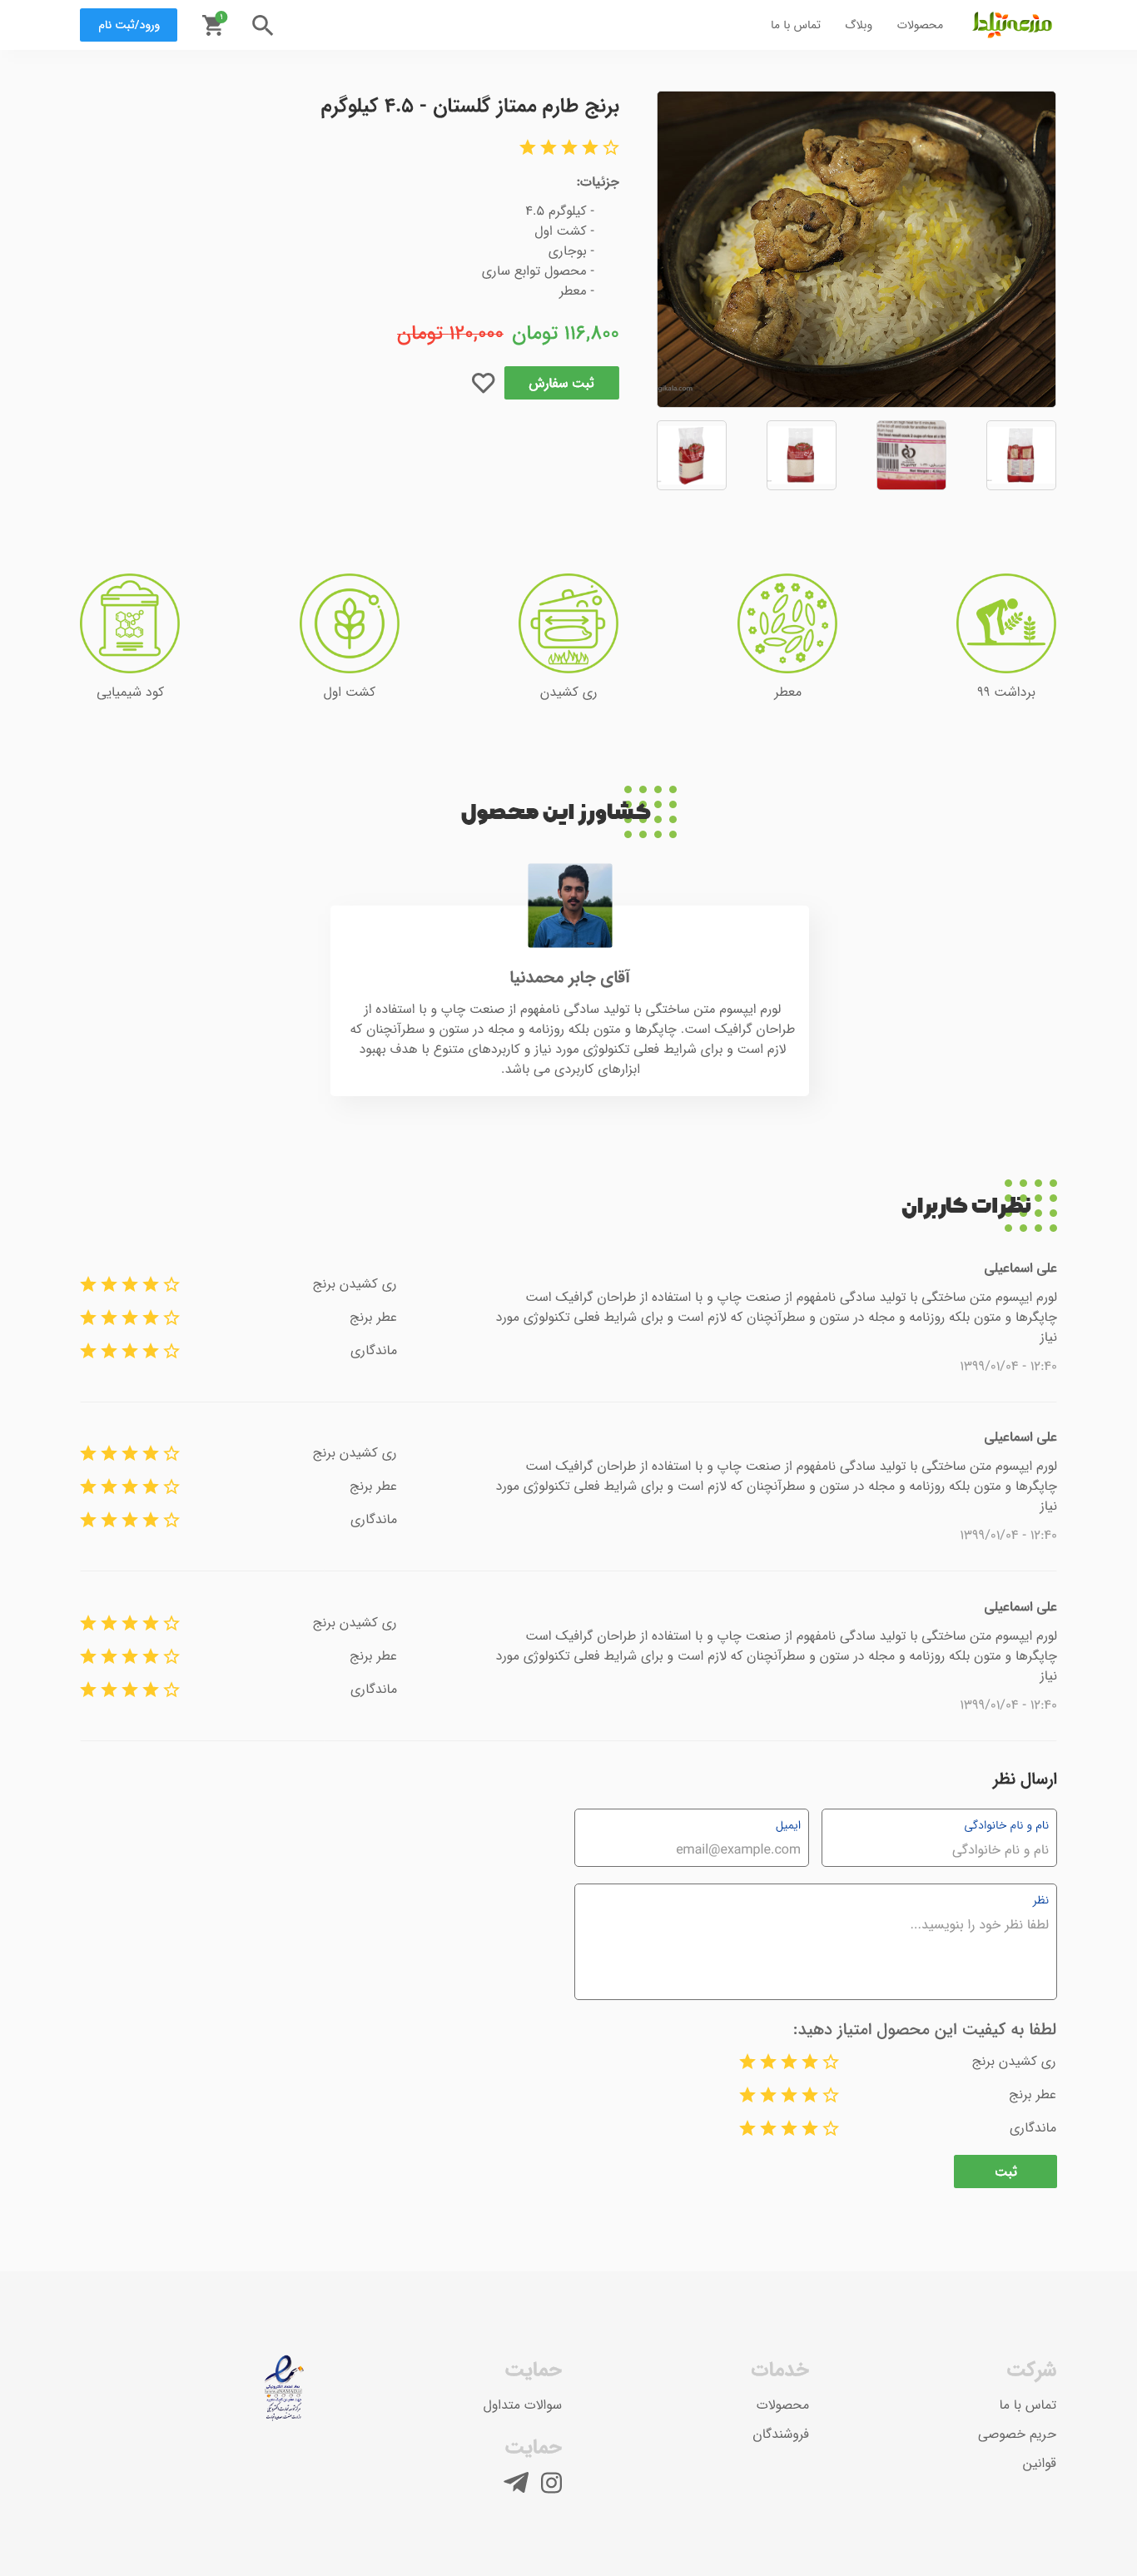 مزرعه تیلدا
محصولات
وبلاگ
تماس با ما
۱
ورود/ثبت نام
برنج طارم ممتاز گلستان - ۴.۵ کیلوگرم
جزئیات:
- کیلوگرم ۴.۵
- کشت اول
- بوجاری
- محصول توابع ساری
- معطر
۱۱۶,۸۰۰ تومان ۱۲۰,۰۰۰ تومان
ثبت سفارش
gikala.com
برداشت ۹۹
معطر
ری کشیدن
کشت اول
کود شیمیایی
کشاورز این محصول
آقای جابر محمدنیا
لورم ایپسوم متن ساختگی با تولید سادگی نامفهوم از صنعت چاپ و با استفاده از
طراحان گرافیک است. چاپگرها و متون بلکه روزنامه و مجله در ستون و سطرآنچنان که
لازم است و برای شرایط فعلی تکنولوژی مورد نیاز و کاربردهای متنوع با هدف بهبود
ابزارهای کاربردی می باشد.
نظرات کاربران
علی اسماعیلی
لورم ایپسوم متن ساختگی با تولید سادگی نامفهوم از صنعت چاپ و با استفاده از طراحان گرافیک است
چاپگرها و متون بلکه روزنامه و مجله در ستون و سطرآنچنان که لازم است و برای شرایط فعلی تکنولوژی مورد
نیاز
۱۲:۴۰ - ۱۳۹۹/۰۱/۰۴
ری کشیدن برنج
عطر برنج
ماندگاری
علی اسماعیلی
لورم ایپسوم متن ساختگی با تولید سادگی نامفهوم از صنعت چاپ و با استفاده از طراحان گرافیک است
چاپگرها و متون بلکه روزنامه و مجله در ستون و سطرآنچنان که لازم است و برای شرایط فعلی تکنولوژی مورد
نیاز
۱۲:۴۰ - ۱۳۹۹/۰۱/۰۴
ری کشیدن برنج
عطر برنج
ماندگاری
علی اسماعیلی
لورم ایپسوم متن ساختگی با تولید سادگی نامفهوم از صنعت چاپ و با استفاده از طراحان گرافیک است
چاپگرها و متون بلکه روزنامه و مجله در ستون و سطرآنچنان که لازم است و برای شرایط فعلی تکنولوژی مورد
نیاز
۱۲:۴۰ - ۱۳۹۹/۰۱/۰۴
ری کشیدن برنج
عطر برنج
ماندگاری
ارسال نظر
نام و نام خانوادگی
نام و نام خانوادگی
ایمیل
email@example.com
نظر
لطفا نظر خود را بنویسید...
لطفا به کیفیت این محصول امتیاز دهید:
ری کشیدن برنج
عطر برنج
ماندگاری
ثبت
شرکت
تماس با ما
حریم خصوصی
قوانین
خدمات
محصولات
فروشندگان
حمایت
سوالات متداول
حمایت